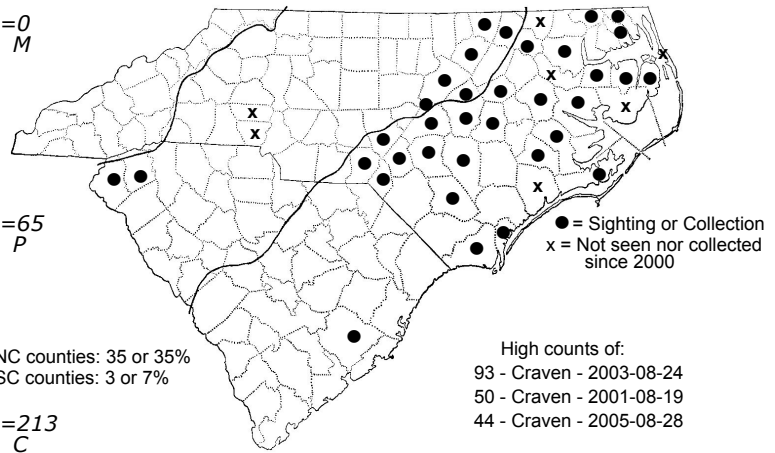 =0
M
=65
P
● = Sighting or Collection
x = Not seen nor collected
since 2000
NC counties: 35 or 35%
SC counties: 3 or 7%
High counts of:
93 - Craven - 2003-08-24
50 - Craven - 2001-08-19
44 - Craven - 2005-08-28
=213
C